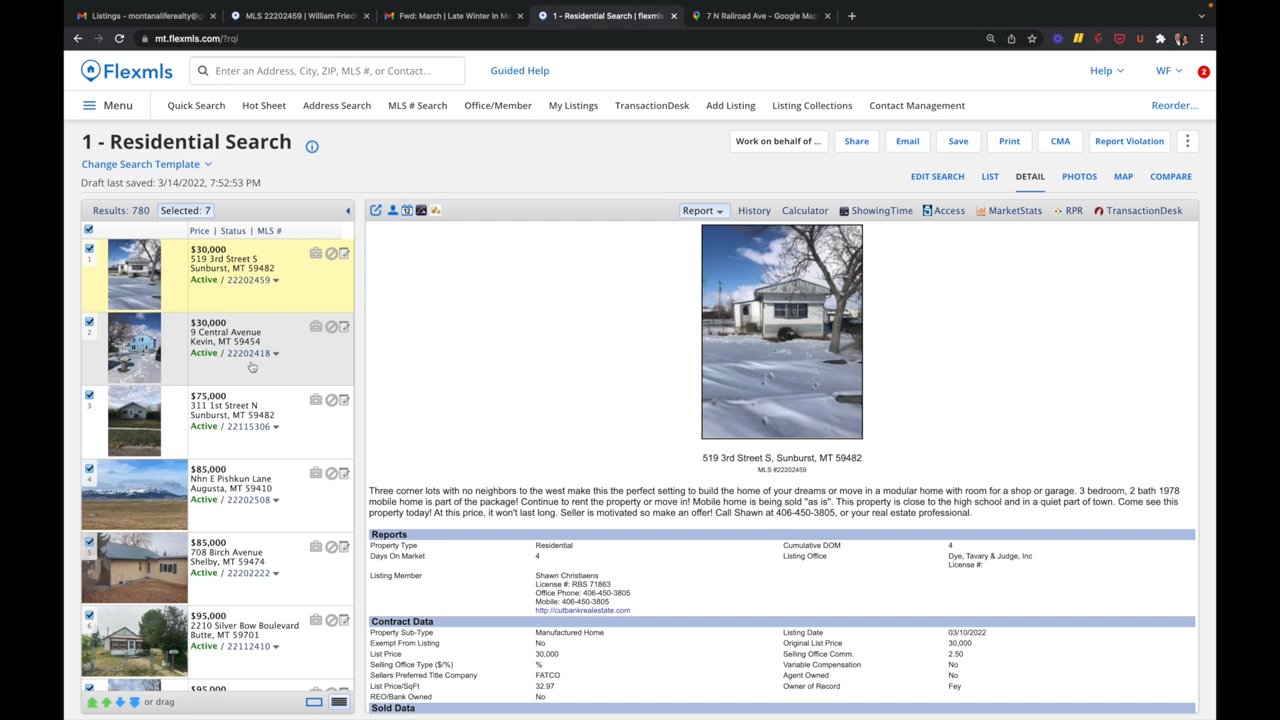 Listings - montanaliferealty@g
MLS 22202459 | William Fried
Fwd: March | Late Winter In M
1 - Residential Search | flexmls
7 N Railroad Ave - Google Map
mt.flexmls.com/?rqi
Flexmls
Enter an Address, City, ZIP, MLS #, or Contact...
Guided Help
Help
WF
2
Menu
Quick Search
Hot Sheet
Address Search
MLS # Search
Office/Member
My Listings
TransactionDesk
Add Listing
Listing Collections
Contact Management
Reorder...
1 - Residential Search
Work on behalf of ...
Share
Email
Save
Print
CMA
Report Violation
Change Search Template
EDIT SEARCH
LIST
DETAIL
PHOTOS
MAP
COMPARE
Draft last saved: 3/14/2022, 7:52:53 PM
Results: 780
Selected: 7
Price | Status | MLS #
1
$30,000
519 3rd Street S
Sunburst, MT 59482
Active / 22202459
2
$30,000
9 Central Avenue
Kevin, MT 59454
Active / 22202418
3
$75,000
311 1st Street N
Sunburst, MT 59482
Active / 22115306
4
$85,000
Nhn E Pishkun Lane
Augusta, MT 59410
Active / 22202508
5
$85,000
708 Birch Avenue
Shelby, MT 59474
Active / 22202222
6
$95,000
2210 Silver Bow Boulevard
Butte, MT 59701
Active / 22112410
$95,000
or drag
12
Report
History
Calculator
ShowingTime
Access
MarketStats
RPR
TransactionDesk
519 3rd Street S, Sunburst, MT 59482
MLS #22202459
Three corner lots with no neighbors to the west make this the perfect setting to build the home of your dreams or move in a modular home with room for a shop or garage. 3 bedroom, 2 bath 1978
mobile home is part of the package! Continue to rent the property or move in! Mobile home is being sold "as is". This property is close to the high school and in a quiet part of town. Come see this
property today! At this price, it won't last long. Seller is motivated so make an offer! Call Shawn at 406-450-3805, or your real estate professional.
Reports
Property Type Residential Cumulative DOM 4
Days On Market 4 Listing Office Dye, Tavary & Judge, Inc
License #:
Listing Member Shawn Christiaens
License #: RBS 71863
Office Phone: 406-450-3805
Mobile: 406-450-3805
http://cutbankrealestate.com
Contract Data
Property Sub-Type Manufactured Home Listing Date 03/10/2022
Exempt From Listing No Original List Price 30,000
List Price 30,000 Selling Office Comm. 2.50
Selling Office Type ($/%) % Variable Compensation No
Sellers Preferred Title Company FATCO Agent Owned No
List Price/SqFt 32.97 Owner of Record Fey
REO/Bank Owned No
Sold Data